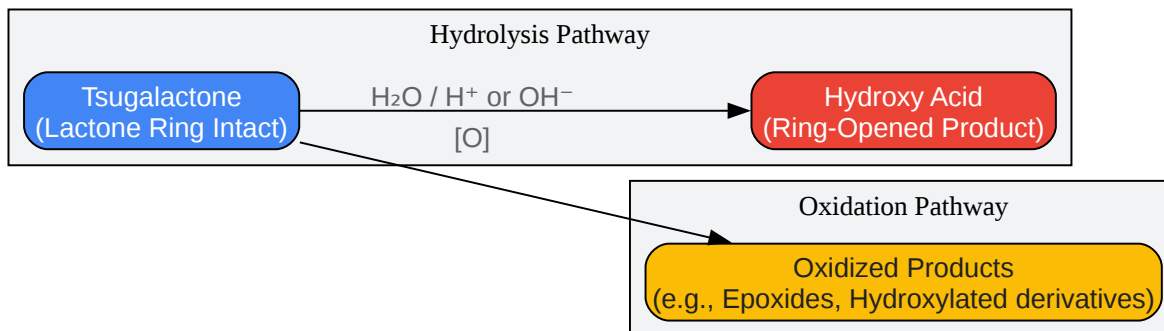 Hydrolysis Pathway
Tsugalactone
(Lactone Ring Intact)
H₂O / H⁺ or OH⁻
[O]
Hydroxy Acid
(Ring-Opened Product)
Oxidation Pathway
Oxidized Products
(e.g., Epoxides, Hydroxylated derivatives)